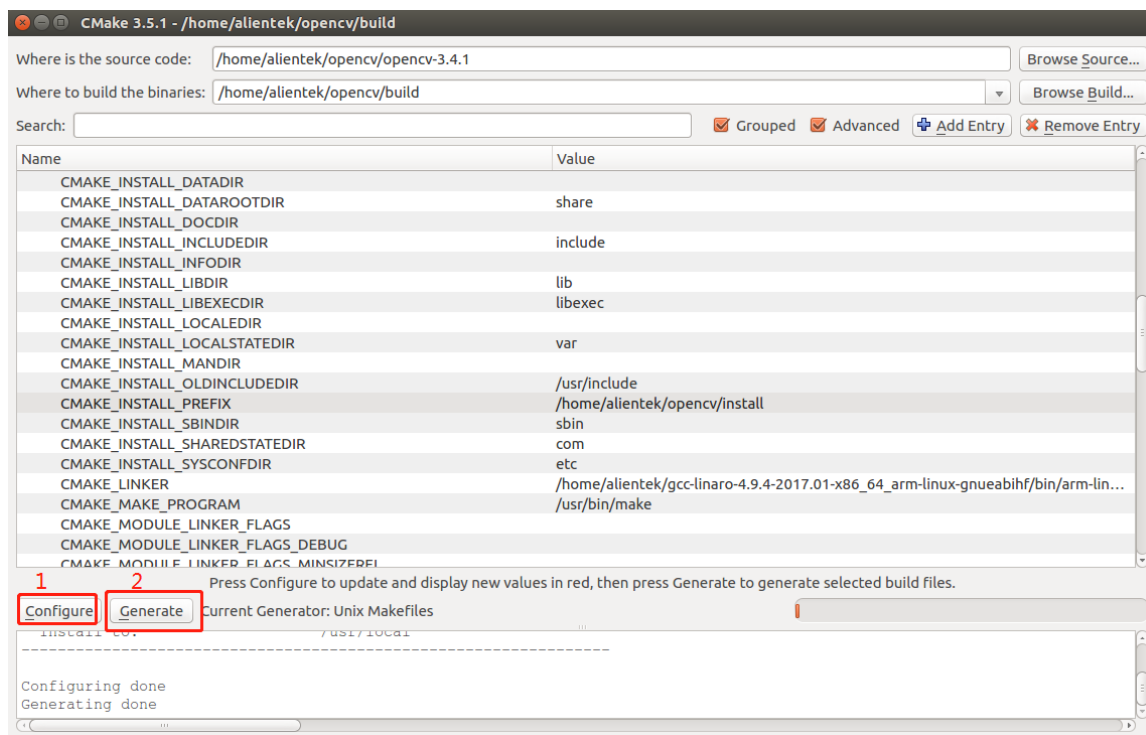 CMake 3.5.1 - /home/alientek/opencv/build
Where is the source code: /home/alientek/opencv/opencv-3.4.1 Browse Source...
Where to build the binaries: /home/alientek/opencv/build Browse Build...
Search: Grouped Advanced Add Entry Remove Entry
Name Value
CMAKE_INSTALL_DATADIR
CMAKE_INSTALL_DATAROOTDIR share
CMAKE_INSTALL_DOCDIR
CMAKE_INSTALL_INCLUDEDIR include
CMAKE_INSTALL_INFODIR
CMAKE_INSTALL_LIBDIR lib
CMAKE_INSTALL_LIBEXECDIR libexec
CMAKE_INSTALL_LOCALEDIR
CMAKE_INSTALL_LOCALSTATEDIR var
CMAKE_INSTALL_MANDIR
CMAKE_INSTALL_OLDINCLUDEDIR /usr/include
CMAKE_INSTALL_PREFIX /home/alientek/opencv/install
CMAKE_INSTALL_SBINDIR sbin
CMAKE_INSTALL_SHAREDSTATEDIR com
CMAKE_INSTALL_SYSCONFDIR etc
CMAKE_LINKER /home/alientek/gcc-linaro-4.9.4-2017.01-x86_64_arm-linux-gnueabihf/bin/arm-lin...
CMAKE_MAKE_PROGRAM /usr/bin/make
CMAKE_MODULE_LINKER_FLAGS
CMAKE_MODULE_LINKER_FLAGS_DEBUG
CMAKE_MODULE_LINKER_FLAGS_MINSIZEREL
1 2 Press Configure to update and display new values in red, then press Generate to generate selected build files.
Configure Generate Current Generator: Unix Makefiles
Install to: /usr/local
-----------------------------------------------------------------
Configuring done
Generating done